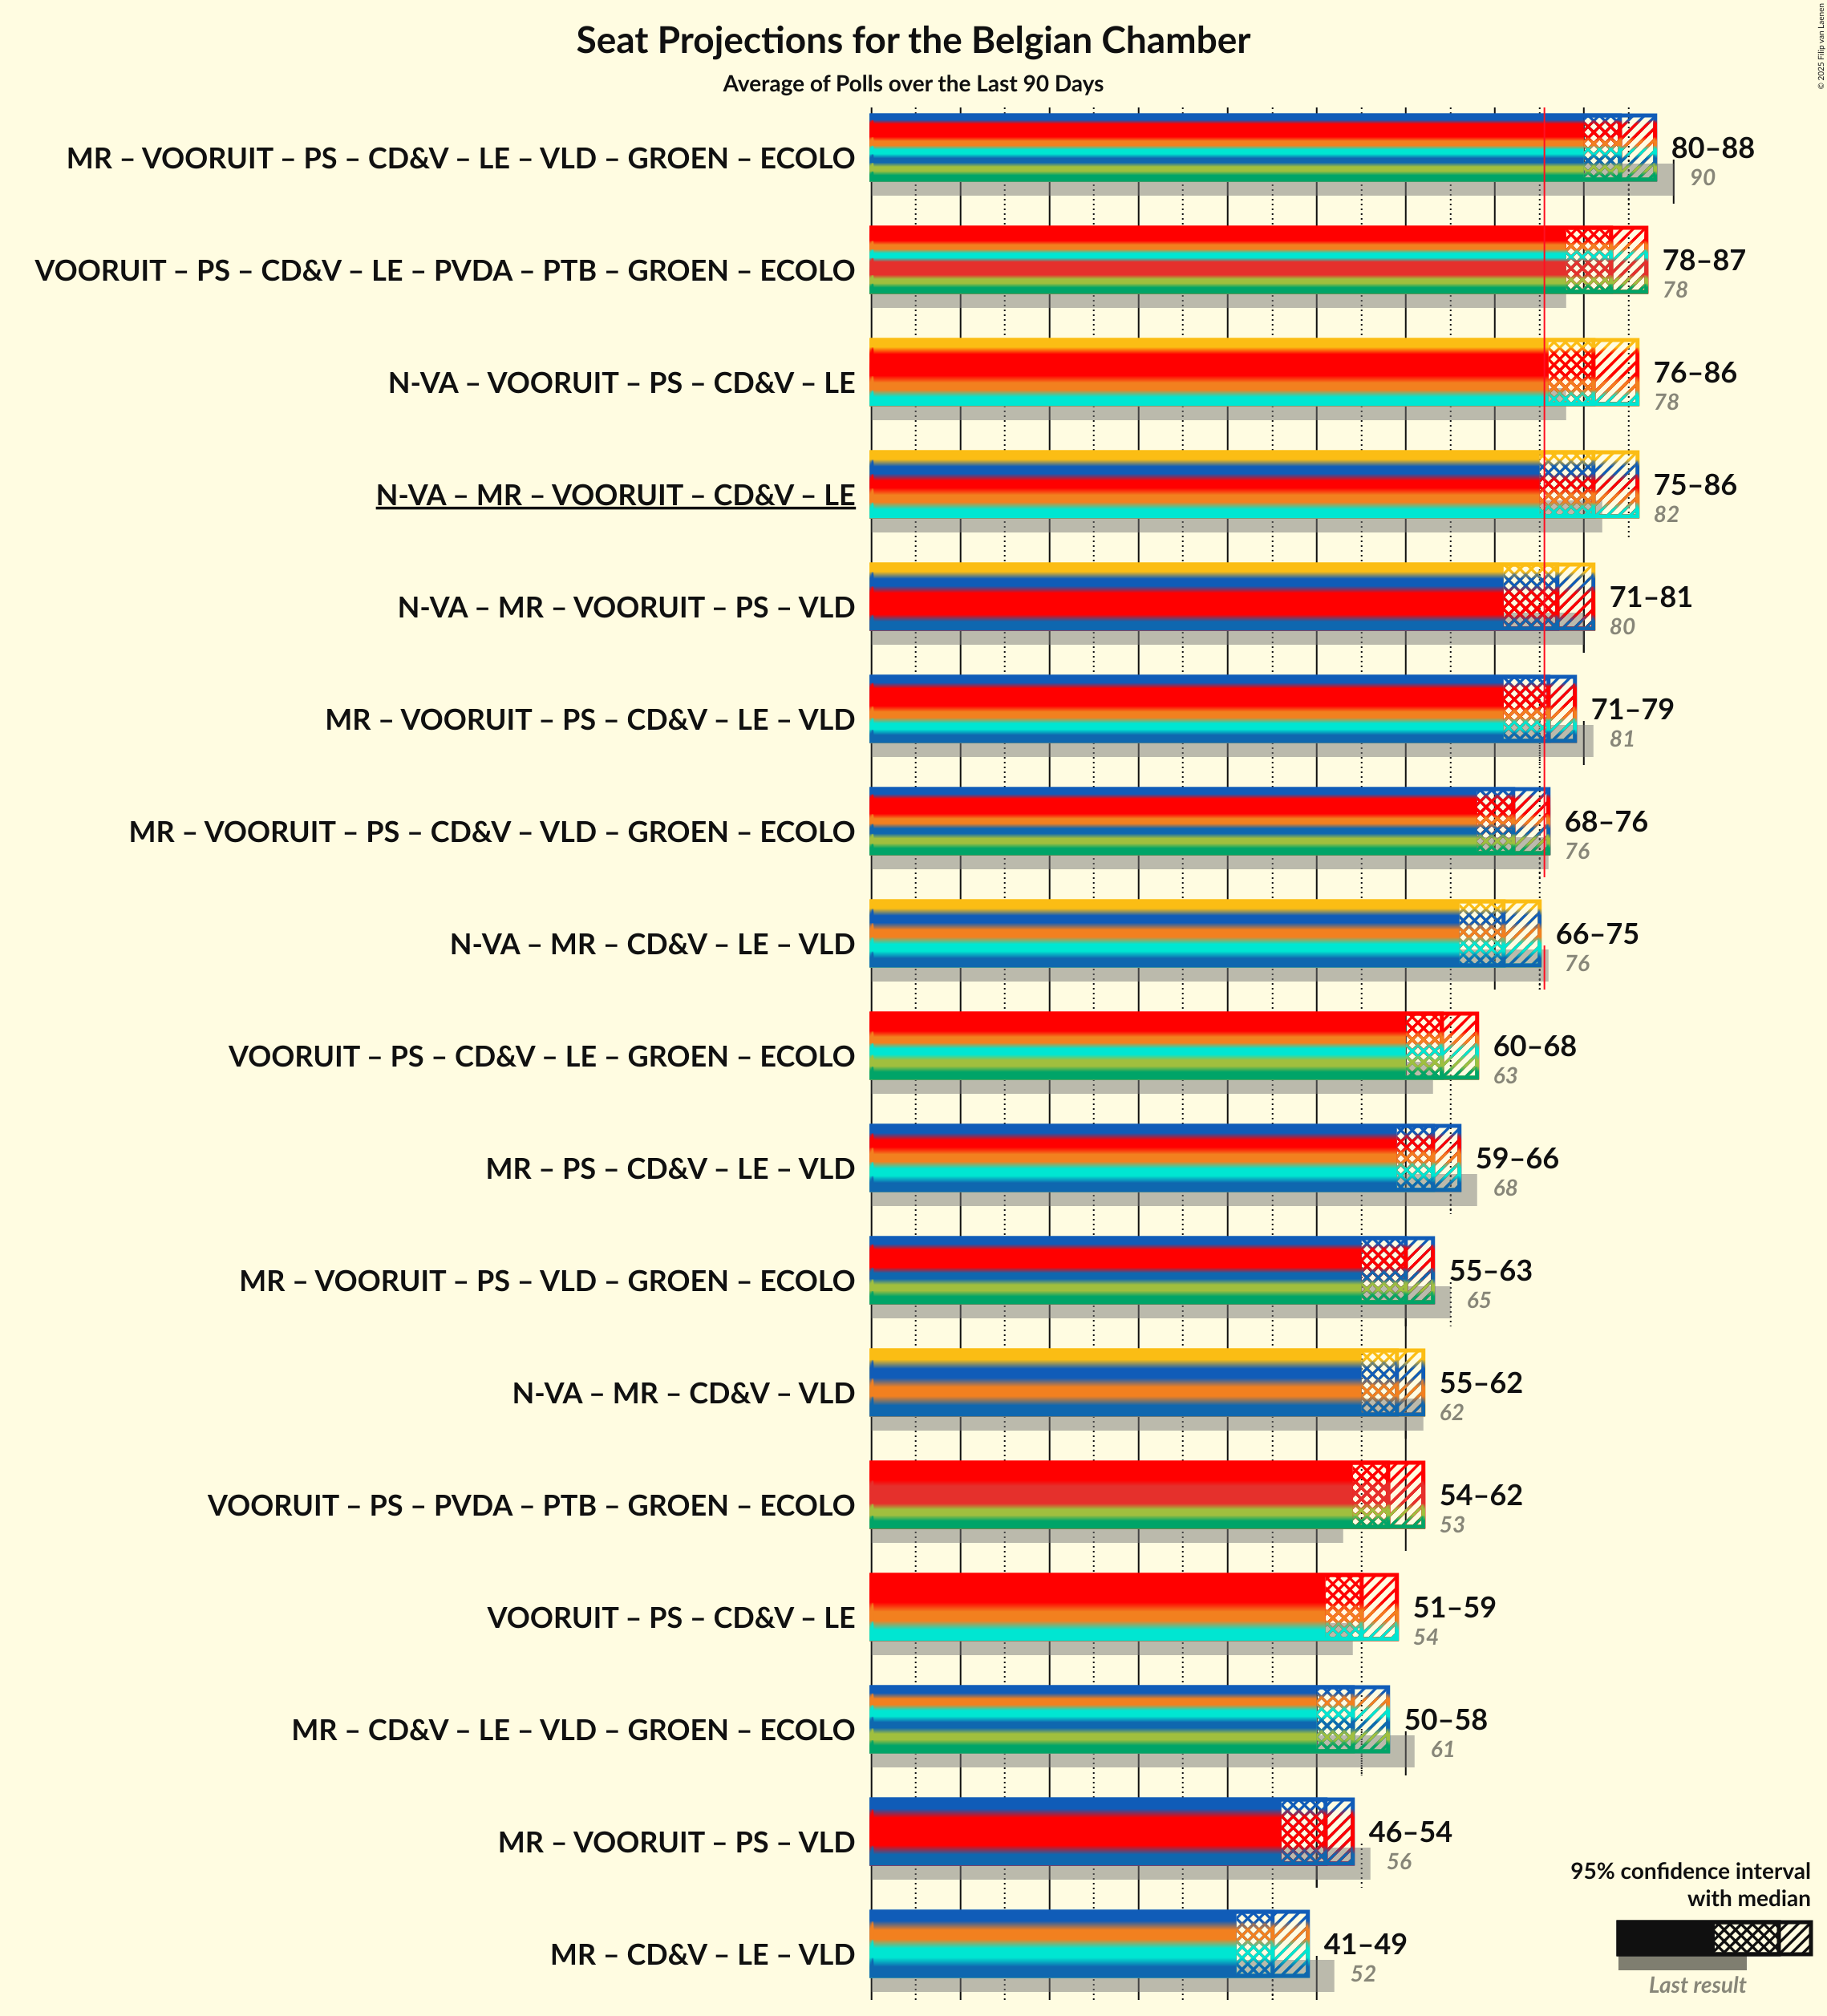 Seat Projections for the Belgian Chamber
Average of Polls over the Last 90 Days
© 2025 Filip van Laenen
MR – VOORUIT – PS – CD&V – LE – VLD – GROEN – ECOLO
80–88
90
VOORUIT – PS – CD&V – LE – PVDA – PTB – GROEN – ECOLO
78–87
78
N-VA – VOORUIT – PS – CD&V – LE
76–86
78
N-VA – MR – VOORUIT – CD&V – LE
75–86
82
N-VA – MR – VOORUIT – PS – VLD
71–81
80
MR – VOORUIT – PS – CD&V – LE – VLD
71–79
81
MR – VOORUIT – PS – CD&V – VLD – GROEN – ECOLO
68–76
76
N-VA – MR – CD&V – LE – VLD
66–75
76
VOORUIT – PS – CD&V – LE – GROEN – ECOLO
60–68
63
MR – PS – CD&V – LE – VLD
59–66
68
MR – VOORUIT – PS – VLD – GROEN – ECOLO
55–63
65
N-VA – MR – CD&V – VLD
55–62
62
VOORUIT – PS – PVDA – PTB – GROEN – ECOLO
54–62
53
VOORUIT – PS – CD&V – LE
51–59
54
MR – CD&V – LE – VLD – GROEN – ECOLO
50–58
61
MR – VOORUIT – PS – VLD
46–54
56
MR – CD&V – LE – VLD
41–49
52
95% confidence interval
with median
Last result